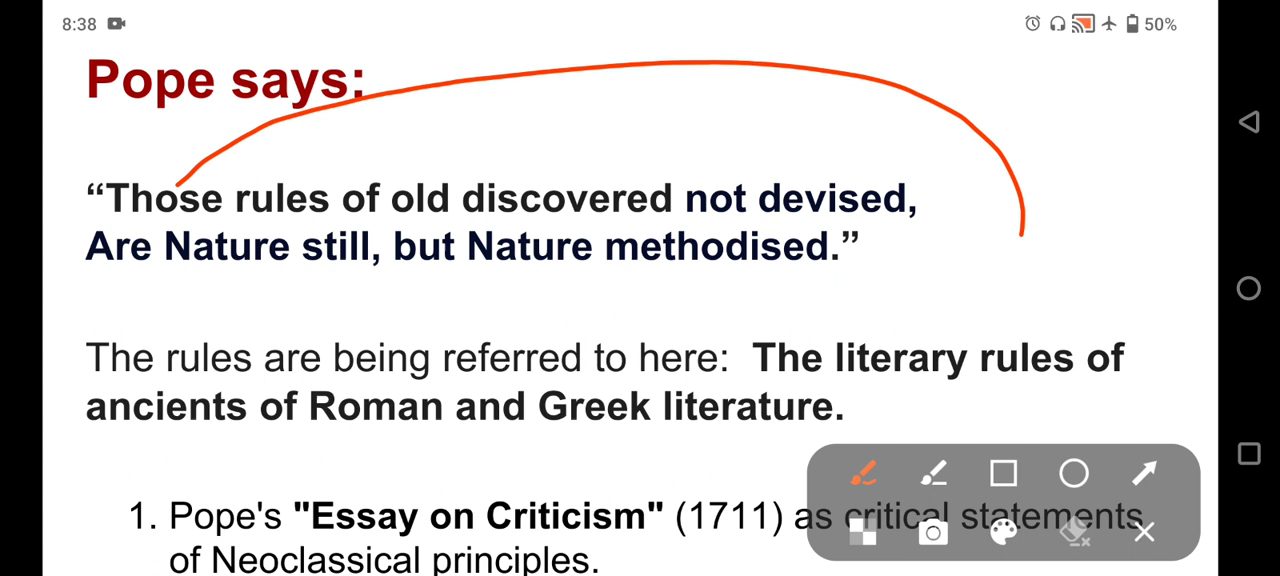 8:38
50%
Pope says:
“Those rules of old discovered not devised,
Are Nature still, but Nature methodised.”
The rules are being referred to here: The literary rules of
ancients of Roman and Greek literature.
1. Pope's "Essay on Criticism" (1711) as critical statements
of Neoclassical principles.